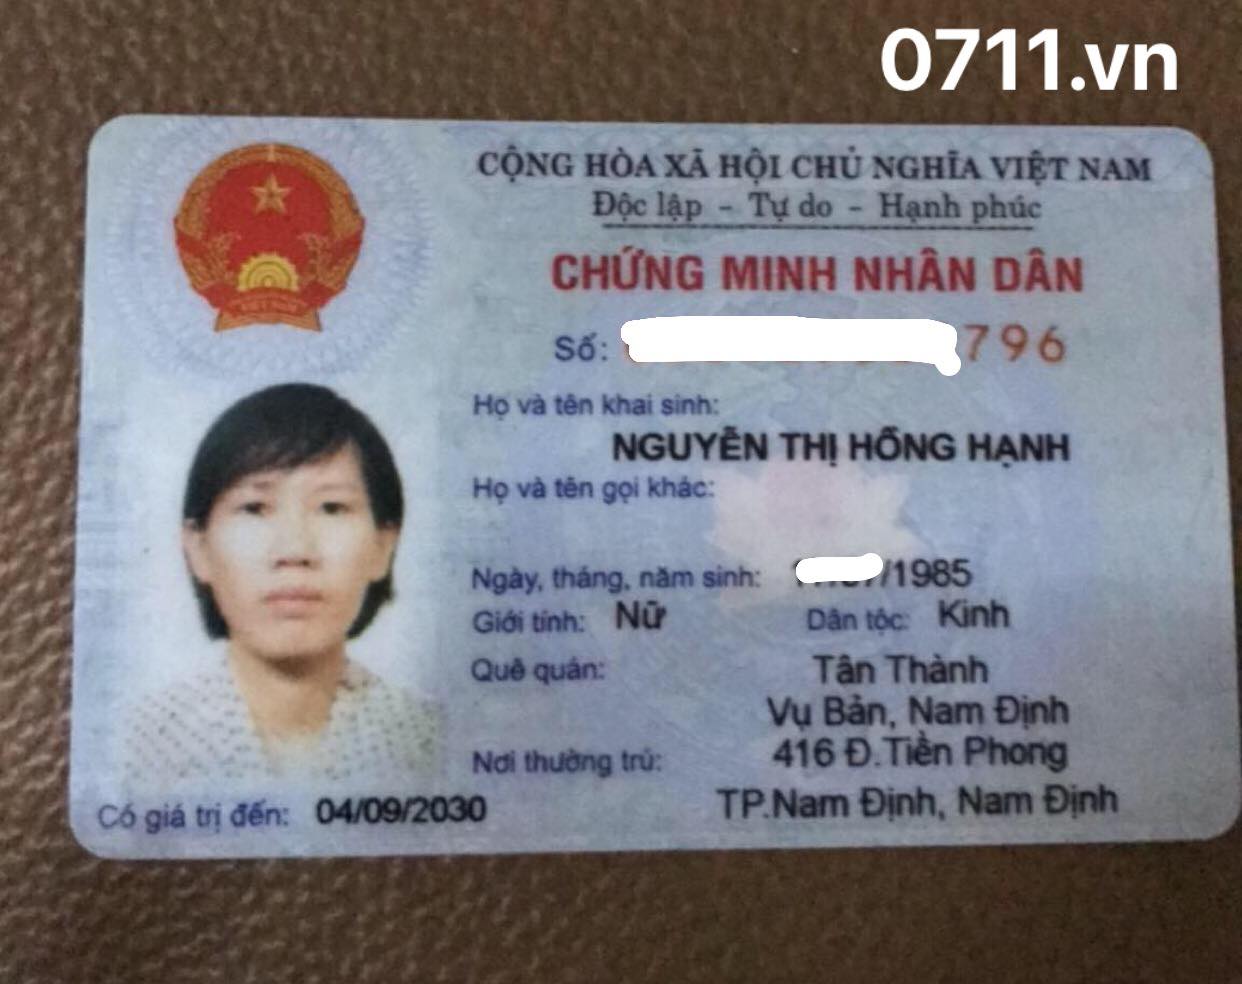 0711.vn
CỘNG HÒA XÃ HỘI CHỦ NGHĨA VIỆT NAM
Độc lập - Tự do - Hạnh phúc
CHỨNG MINH NHÂN DÂN
Số: 796
Họ và tên khai sinh:
NGUYỄN THỊ HỒNG HẠNH
Họ và tên gọi khác:
Ngày, tháng, năm sinh: /1985
Giới tính: Nữ Dân tộc: Kinh
Quê quán: Tân Thành
Vụ Bản, Nam Định
Nơi thường trú: 416 Đ.Tiền Phong
TP.Nam Định, Nam Định
Có giá trị đến: 04/09/2030